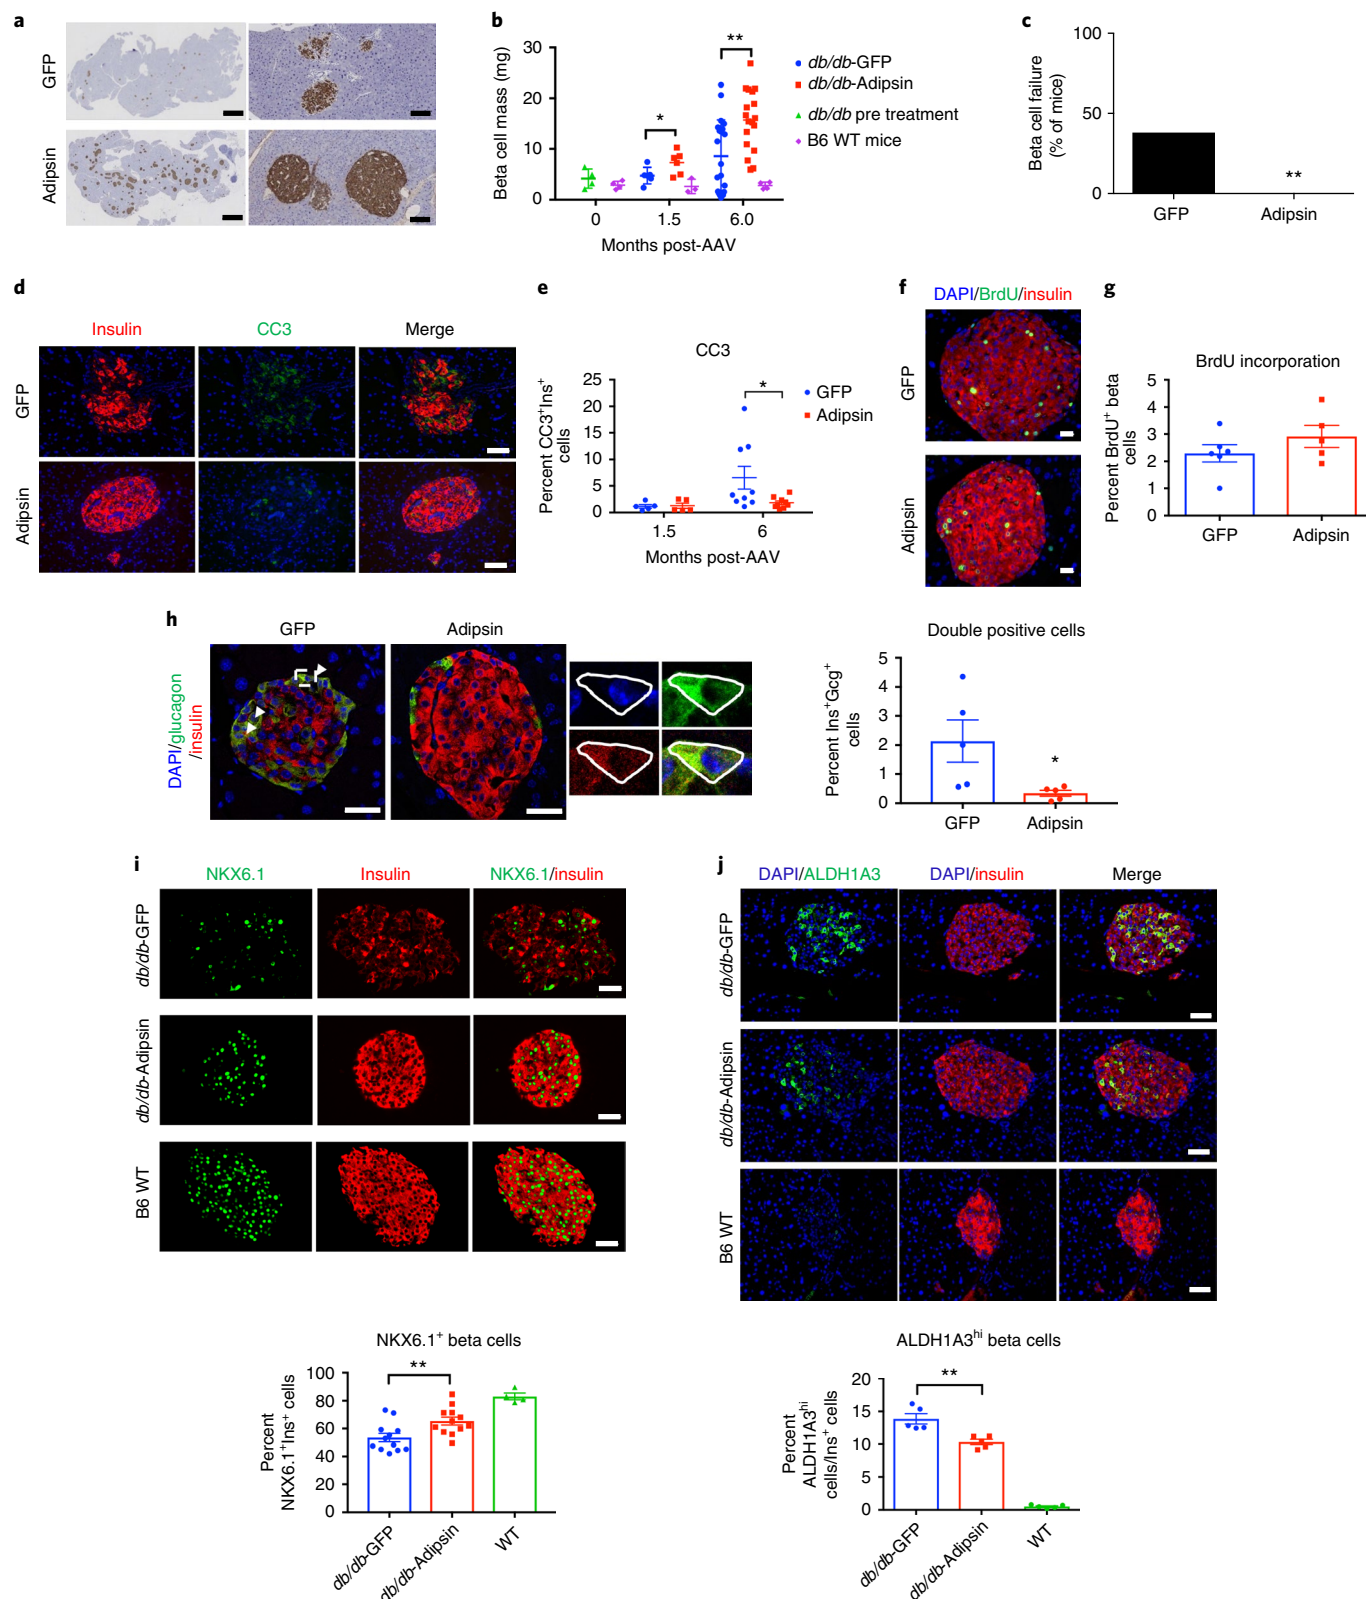 a
GFP
Adipsin
b
Beta cell mass (mg)
30
20
10
0
*
**
0
1.5
6.0
Months post-AAV
db/db-GFP
db/db-Adipsin
db/db pre treatment
B6 WT mice
c
Beta cell failure
(% of mice)
100
50
0
**
GFP
Adipsin
d
Insulin
CC3
Merge
GFP
Adipsin
e
CC3
Percent CC3+Ins+
cells
25
20
15
10
5
0
*
1.5
6
Months post-AAV
GFP
Adipsin
f
DAPI/BrdU/insulin
GFP
Adipsin
g
BrdU incorporation
Percent BrdU+ beta
cells
5
4
3
2
1
0
GFP
Adipsin
h
GFP
Adipsin
DAPI/glucagon
/insulin
Double positive cells
Percent Ins+Gcg+
cells
5
4
3
2
1
0
*
GFP
Adipsin
i
NKX6.1
Insulin
NKX6.1/insulin
db/db-GFP
db/db-Adipsin
B6 WT
NKX6.1+ beta cells
Percent
NKX6.1+Ins+ cells
100
80
60
40
20
0
**
db/db-GFP
db/db-Adipsin
WT
j
DAPI/ALDH1A3
DAPI/insulin
Merge
db/db-GFP
db/db-Adipsin
B6 WT
ALDH1A3hi beta cells
Percent
ALDH1A3hi
cells/Ins+ cells
20
15
10
5
0
**
db/db-GFP
db/db-Adipsin
WT